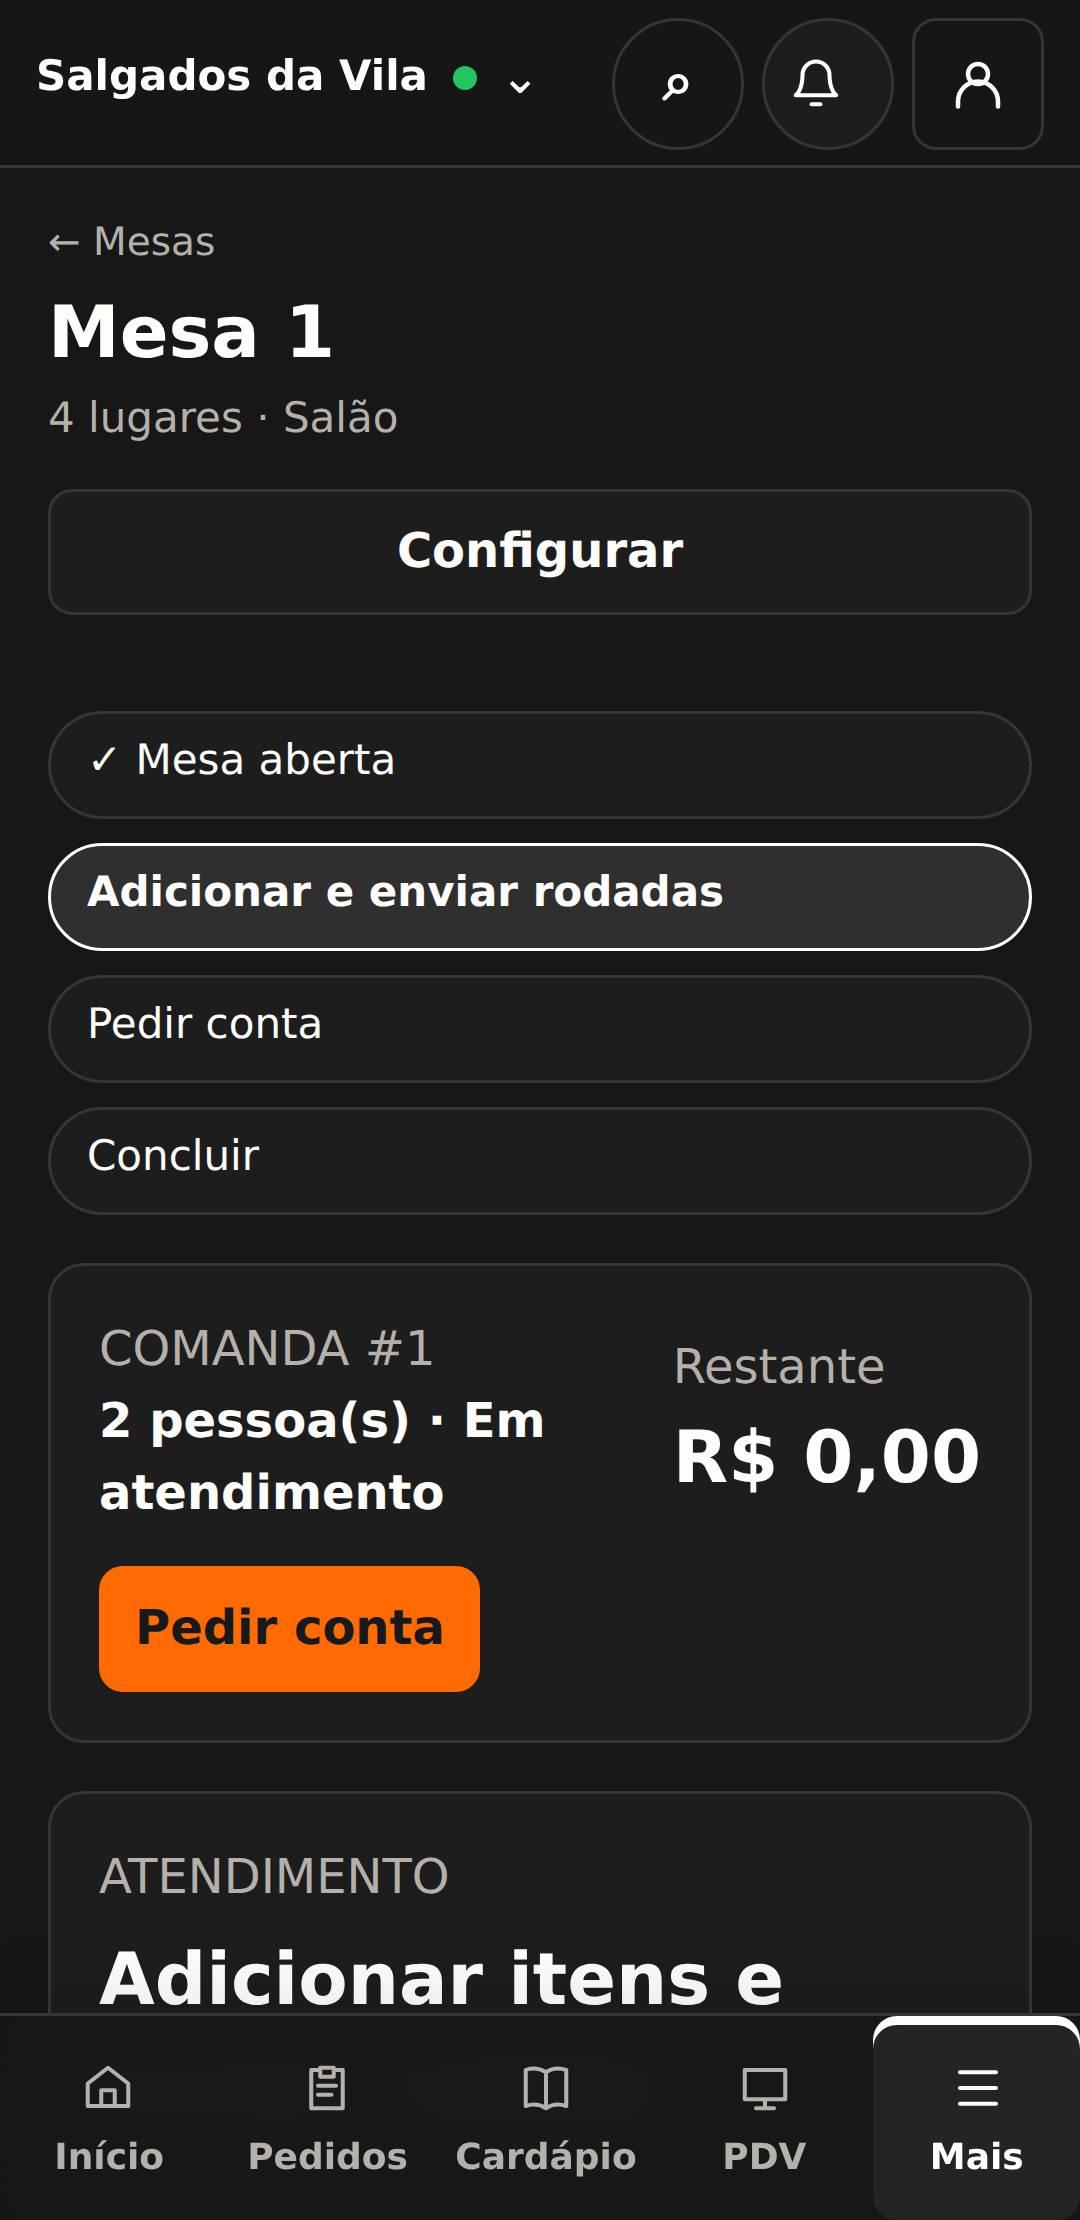 Salgados da Vila
← Mesas
Mesa 1
4 lugares · Salão
Configurar
✓ Mesa aberta
Adicionar e enviar rodadas
Pedir conta
Concluir
COMANDA #1
2 pessoa(s) · Em
atendimento
Restante
R$ 0,00
Pedir conta
ATENDIMENTO
Adicionar itens e
Início
Pedidos
Cardápio
PDV
Mais